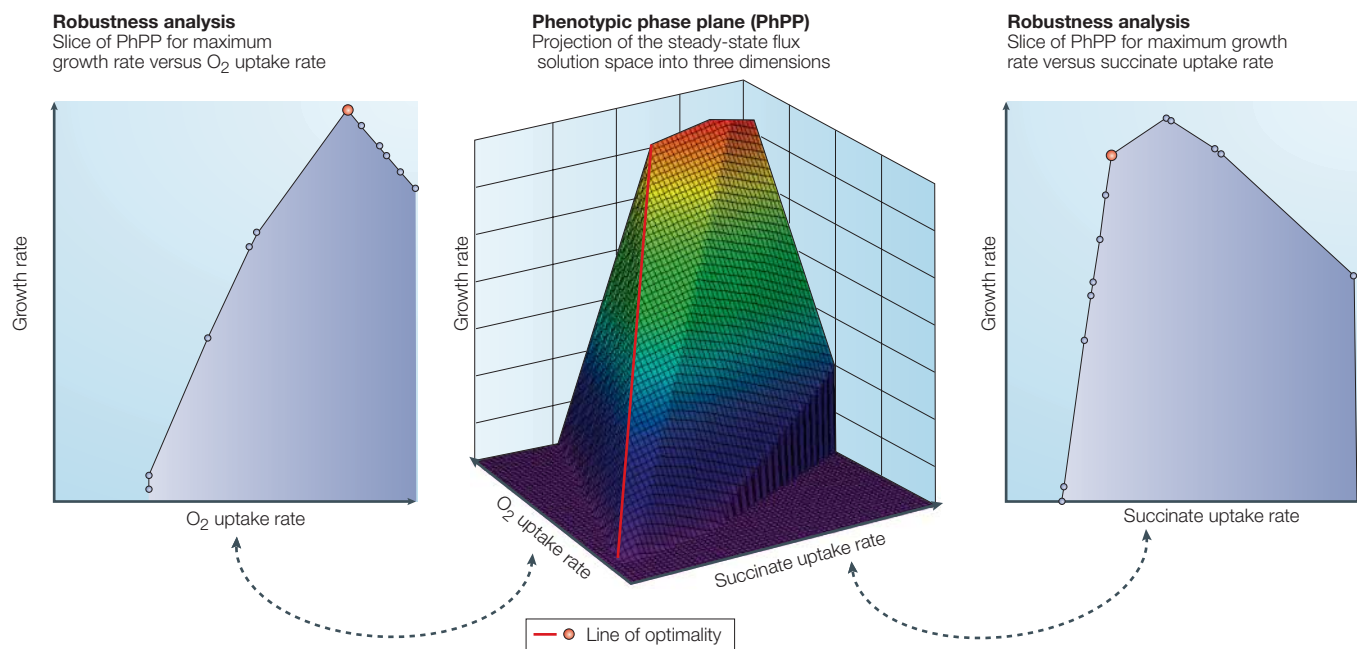 Robustness analysis
Slice of PhPP for maximum
growth rate versus O2 uptake rate
Growth rate
O2 uptake rate
Phenotypic phase plane (PhPP)
Projection of the steady-state flux
solution space into three dimensions
Growth rate
O2 uptake rate
Succinate uptake rate
Robustness analysis
Slice of PhPP for maximum growth
rate versus succinate uptake rate
Growth rate
Succinate uptake rate
Line of optimality